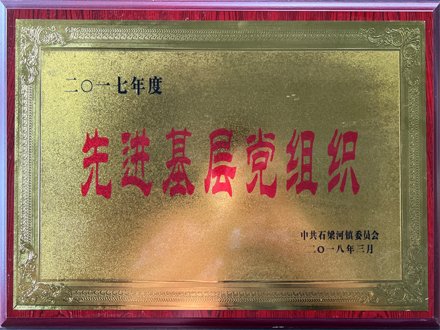 二〇一七年度
先进基层党组织
中共石梁河镇委员会
二〇一八年三月